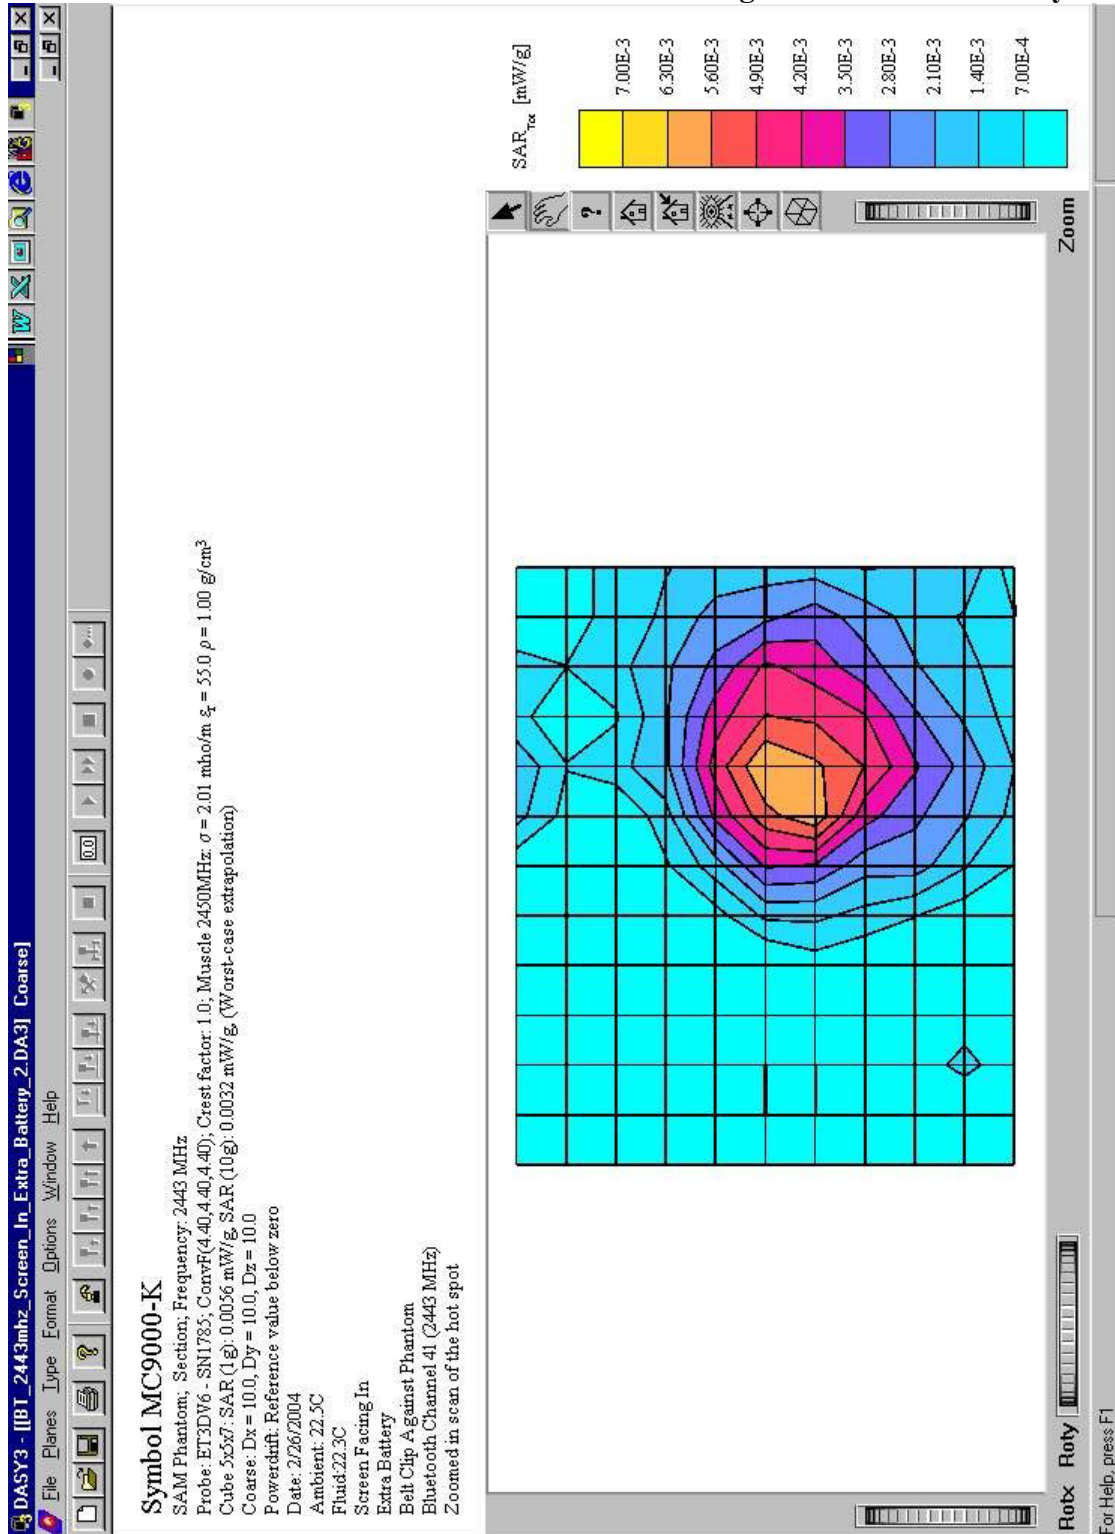 DASY3 - [[BT_2443mhz_Screen_In_Extra_Battery_2.DA3] Coarse]
File Planes Type Format Options Window Help
0.0
Symbol MC9000-K
SAM Phantom; Section; Frequency: 2443 MHz
Probe: ET3DV6 - SN1785; ConvF(4.40,4.40,4.40); Crest factor: 1.0; Muscle 2450MHz: σ = 2.01 mho/m εr = 55.0 ρ = 1.00 g/cm³
Cube 5x5x7: SAR (1g): 0.0056 mW/g, SAR (10g): 0.0032 mW/g, (Worst-case extrapolation)
Coarse: Dx = 10.0, Dy = 10.0, Dz = 10.0
Powerdrift: Reference value below zero
Date: 2/26/2004
Ambient: 22.5C
Fluid:22.3C
Screen Facing In
Extra Battery
Belt Clip Against Phantom
Bluetooth Channel 41 (2443 MHz)
Zoomed in scan of the hot spot
SAR Tot [mW/g]
7.00E-3
6.30E-3
5.60E-3
4.90E-3
4.20E-3
3.50E-3
2.80E-3
2.10E-3
1.40E-3
7.00E-4
Rotx Roty Zoom
For Help, press F1